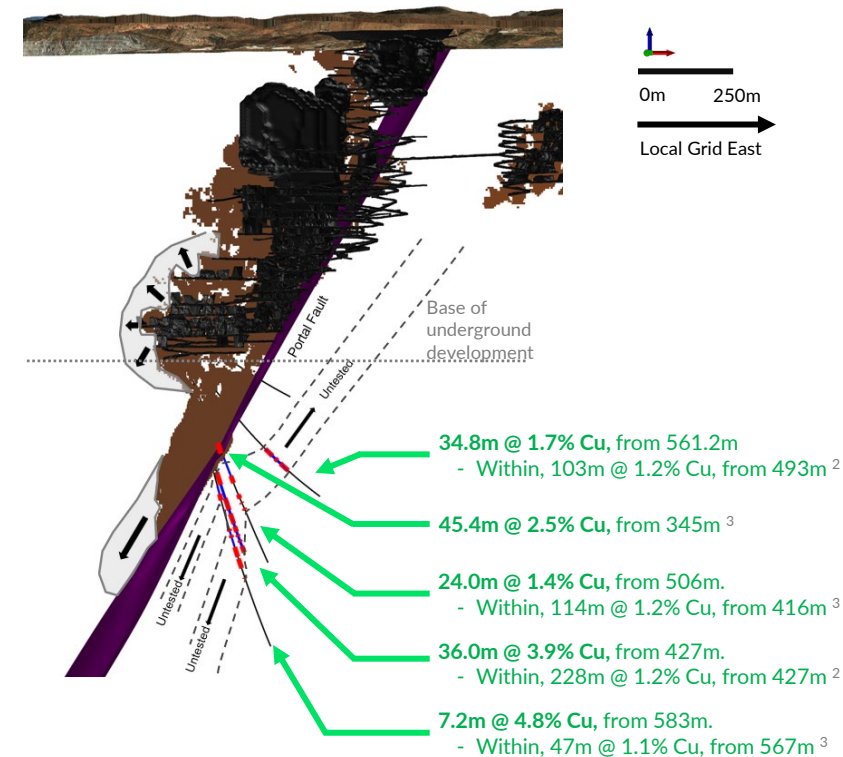 0m 250m
Local Grid East
Portal Fault
Base of
underground
development
Untested
34.8m @ 1.7% Cu, from 561.2m
- Within, 103m @ 1.2% Cu, from 493m 2
45.4m @ 2.5% Cu, from 345m 3
24.0m @ 1.4% Cu, from 506m.
- Within, 114m @ 1.2% Cu, from 416m 3
Untested
Untested
36.0m @ 3.9% Cu, from 427m.
- Within, 228m @ 1.2% Cu, from 427m 2
7.2m @ 4.8% Cu, from 583m.
- Within, 47m @ 1.1% Cu, from 567m 3